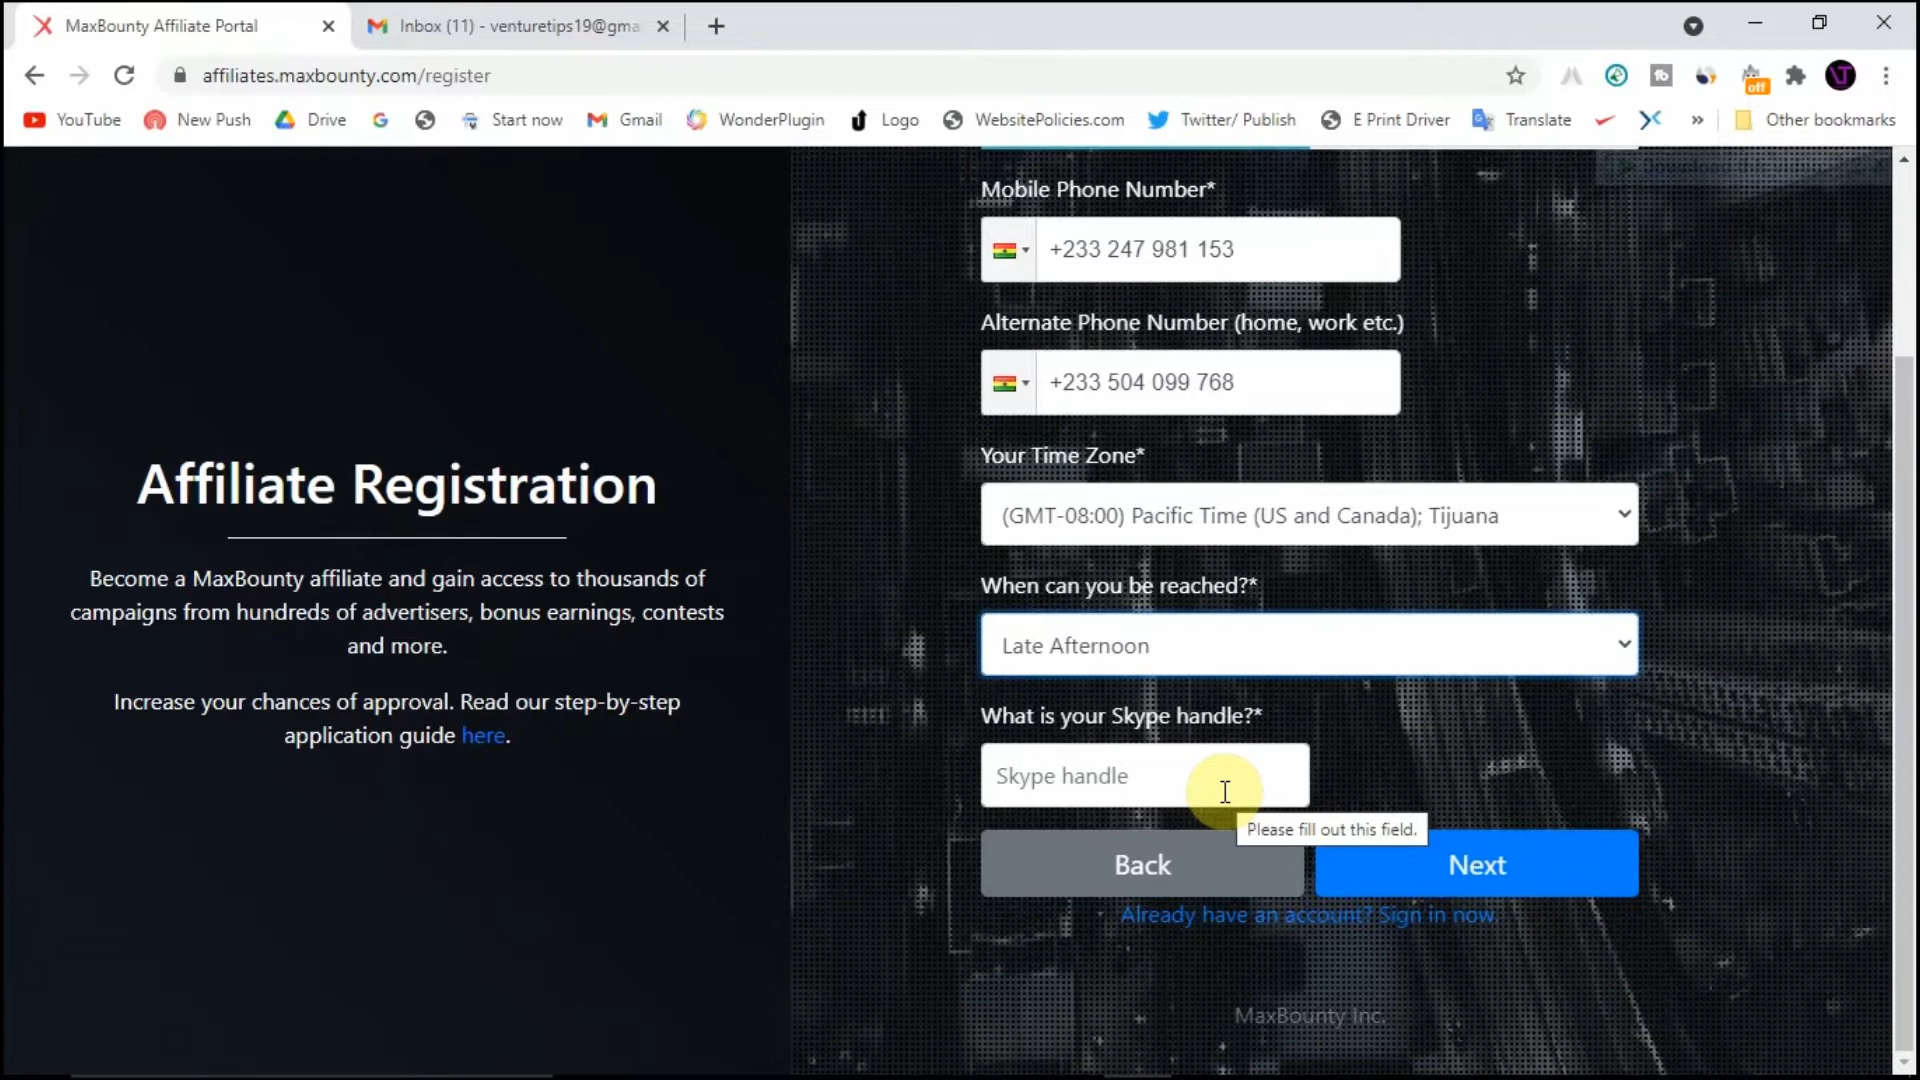 MaxBounty Affiliate Portal
Inbox (11) - venturetips19@gma
affiliates.maxbounty.com/register
off
YouTube
New Push
Drive
Start now
Gmail
WonderPlugin
Logo
WebsitePolicies.com
Twitter/ Publish
E Print Driver
Translate
»
Other bookmarks
Affiliate Registration
Become a MaxBounty affiliate and gain access to thousands of
campaigns from hundreds of advertisers, bonus earnings, contests
and more.
Increase your chances of approval. Read our step-by-step
application guide here.
Mobile Phone Number*
+233 247 981 153
Alternate Phone Number (home, work etc.)
+233 504 099 768
Your Time Zone*
(GMT-08:00) Pacific Time (US and Canada); Tijuana
When can you be reached?*
Late Afternoon
What is your Skype handle?*
Skype handle
Please fill out this field.
Back
Next
Already have an account? Sign in now.
MaxBounty Inc.